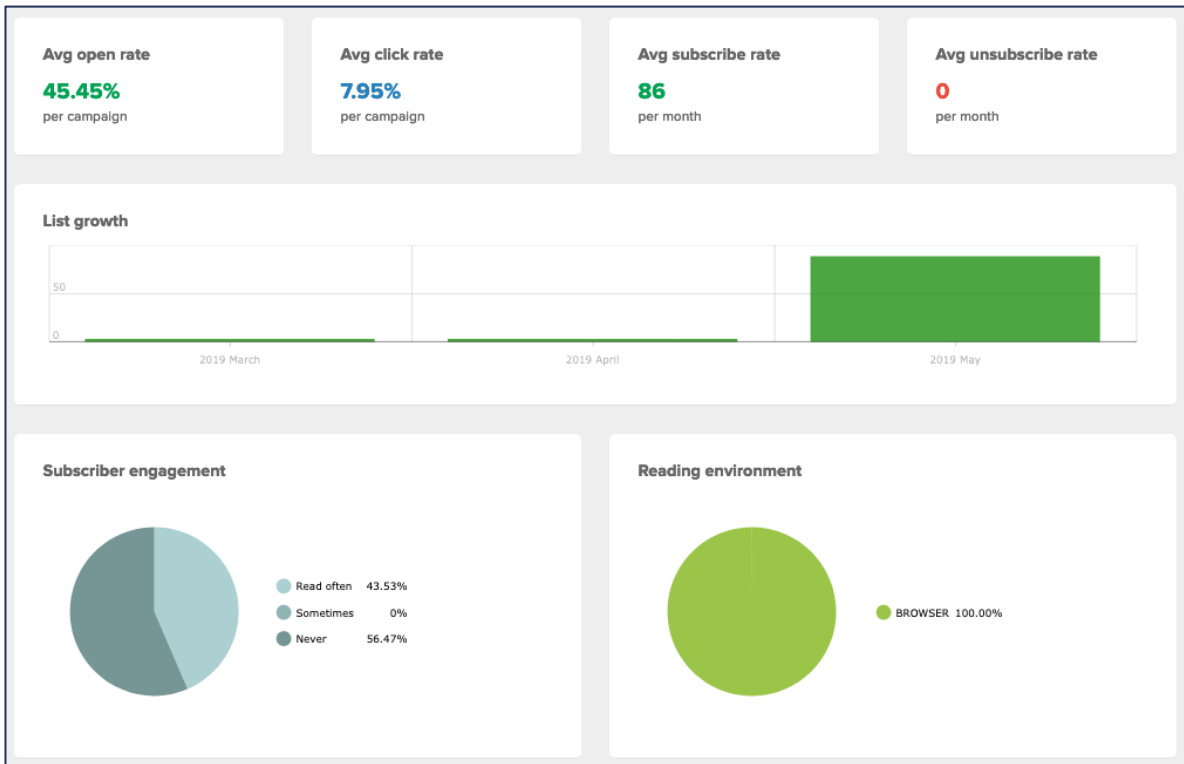 Avg open rate
45.45%
per campaign
Avg click rate
7.95%
per campaign
Avg subscribe rate
86
per month
Avg unsubscribe rate
0
per month
List growth
50
0
2019 March
2019 April
2019 May
Subscriber engagement
Read often 43.53%
Sometimes 0%
Never 56.47%
Reading environment
BROWSER 100.00%